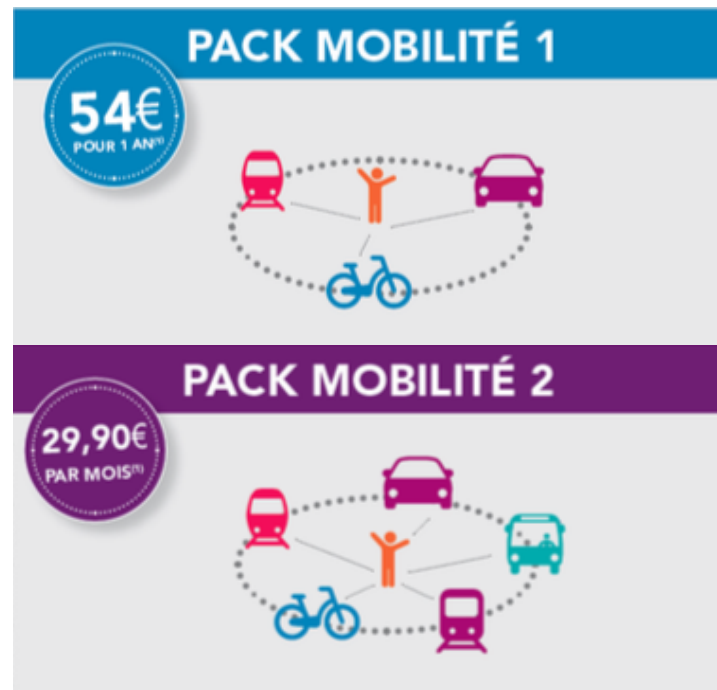 PACK MOBILITÉ 1
54€
POUR 1 AN(1)
PACK MOBILITÉ 2
29,90€
PAR MOIS(1)